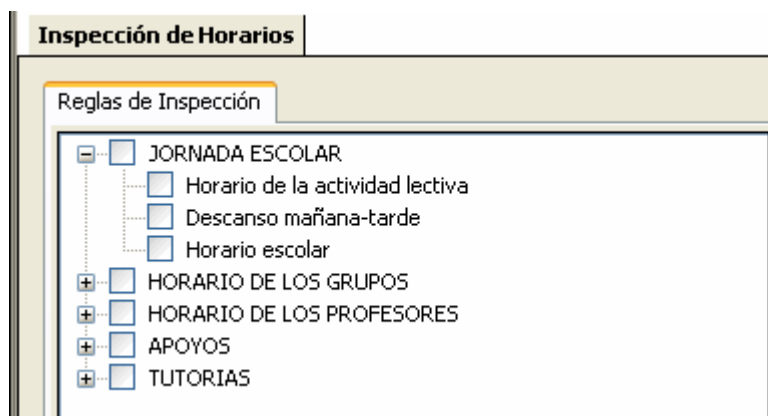 Inspección de Horarios
Reglas de Inspección
JORNADA ESCOLAR
Horario de la actividad lectiva
Descanso mañana-tarde
Horario escolar
HORARIO DE LOS GRUPOS
HORARIO DE LOS PROFESORES
APOYOS
TUTORIAS